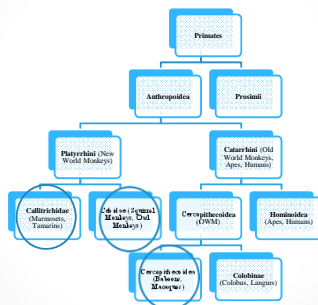 Primates
Anthropoidea
Prosimii
Platyrrhini (New
World Monkeys)
Catarrhini (Old
World Monkeys,
Apes, Humans)
Callitrichidae
(Marmosets,
Tamarins)
Cebidae (Squirrel
Monkeys, Owl
Monkeys)
Cercopithecoidea
(OWM)
Hominoidea
(Apes, Humans)
Cercopithecinae
(Baboons,
Macaques)
Colobinae
(Colobus, Langurs)